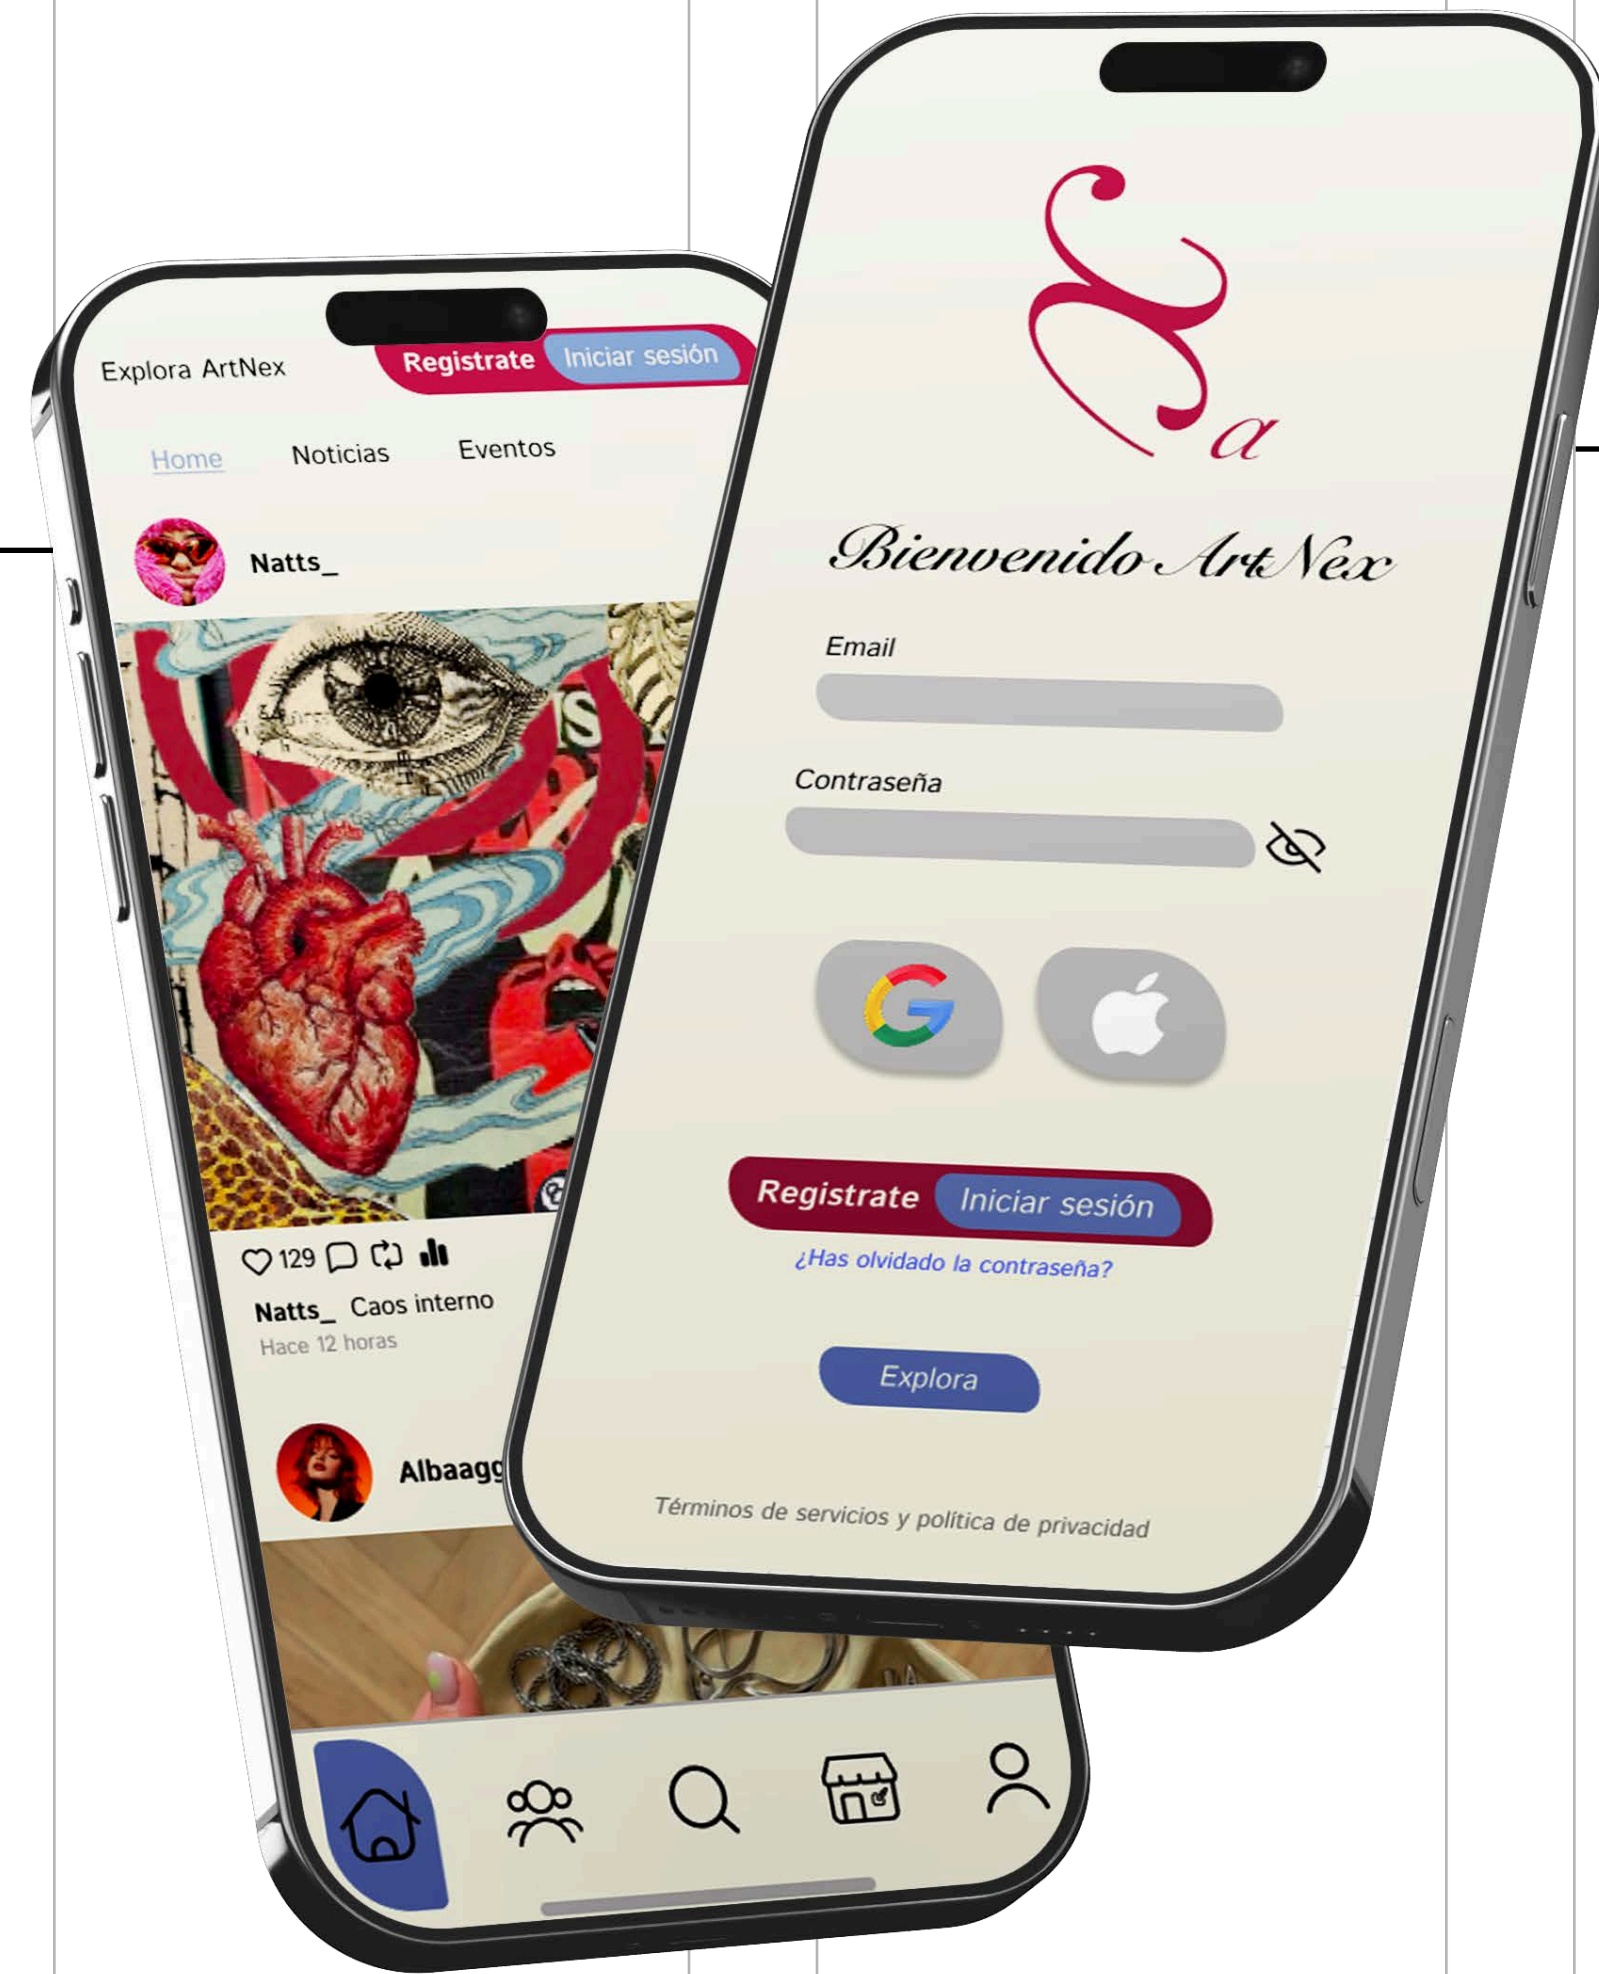 Explora ArtNex
Registrate Iniciar sesión
Home Noticias Eventos
Natts_
129
Natts_ Caos interno
Hace 12 horas
Albaagg
a
Bienvenido ArtNex
Email
Contraseña
Registrate Iniciar sesión
¿Has olvidado la contraseña?
Explora
Términos de servicios y política de privacidad